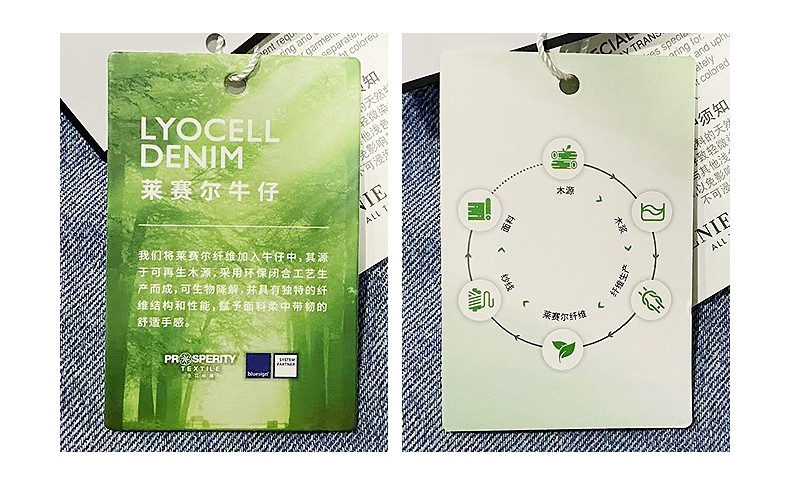 LYOCELL
DENIM
莱赛尔牛仔
我们将莱赛尔纤维加入牛仔中，其源
于可再生木源，采用环保闭合工艺生
产而成，可生物降解，并具有独特的纤
维结构和性能，赋予面料柔中带韧的
舒适手感。
PROSPERITY
TEXTILE
bluesign
SYSTEM
PARTNER
木源
木浆
纤维生产
莱赛尔纤维
纱线
面料
SPECIAL
须知